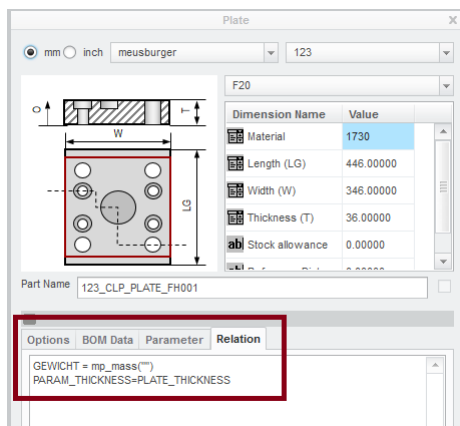 Plate x
mm inch meusburger 123
F20
Dimension Name Value
Material 1730
Length (LG) 446.00000
Width (W) 346.00000
Thickness (T) 36.00000
ab Stock allowance 0.00000
O T
W
LG
Part Name 123_CLP_PLATE_FH001
Options BOM Data Parameter Relation
GEWICHT = mp_mass("")
PARAM_THICKNESS=PLATE_THICKNESS